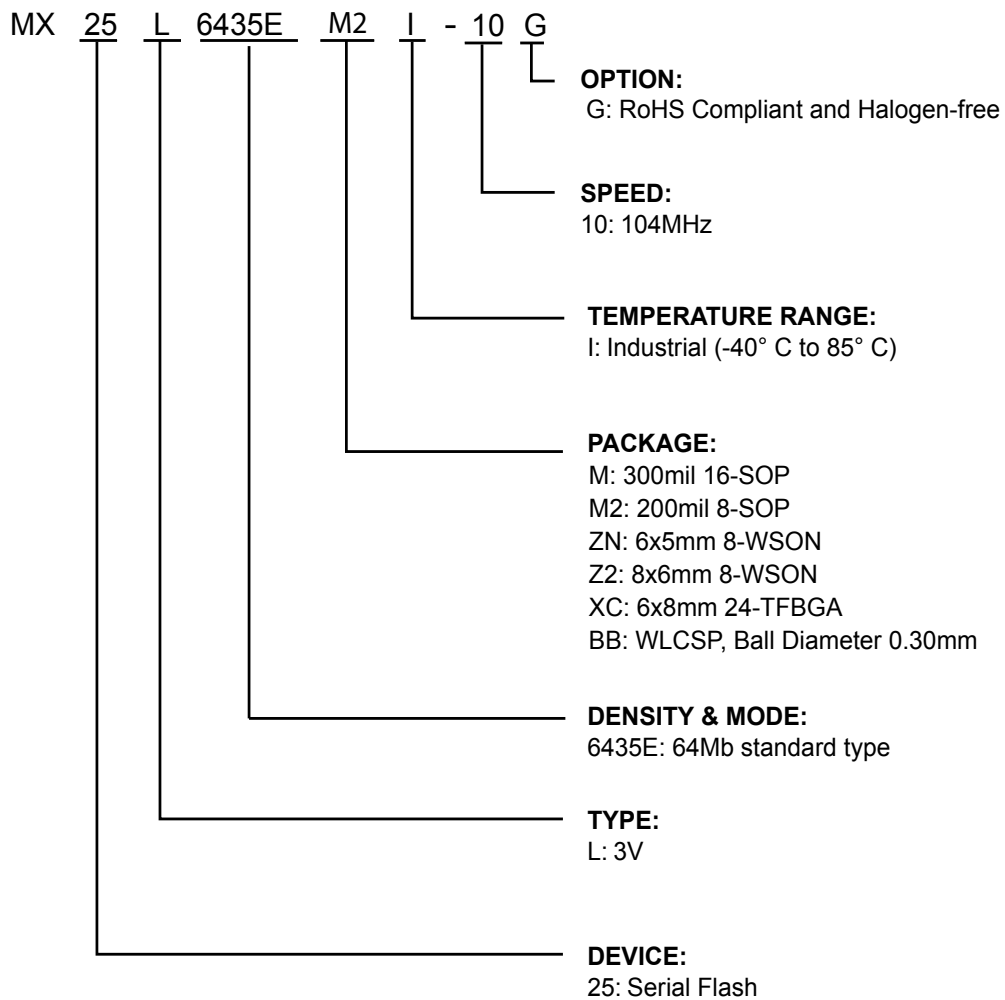 MX 25 L 6435E M2 I - 10 G
OPTION:
G: RoHS Compliant and Halogen-free
SPEED:
10: 104MHz
TEMPERATURE RANGE:
I: Industrial (-40° C to 85° C)
PACKAGE:
M: 300mil 16-SOP
M2: 200mil 8-SOP
ZN: 6x5mm 8-WSON
Z2: 8x6mm 8-WSON
XC: 6x8mm 24-TFBGA
BB: WLCSP, Ball Diameter 0.30mm
DENSITY & MODE:
6435E: 64Mb standard type
TYPE:
L: 3V
DEVICE:
25: Serial Flash